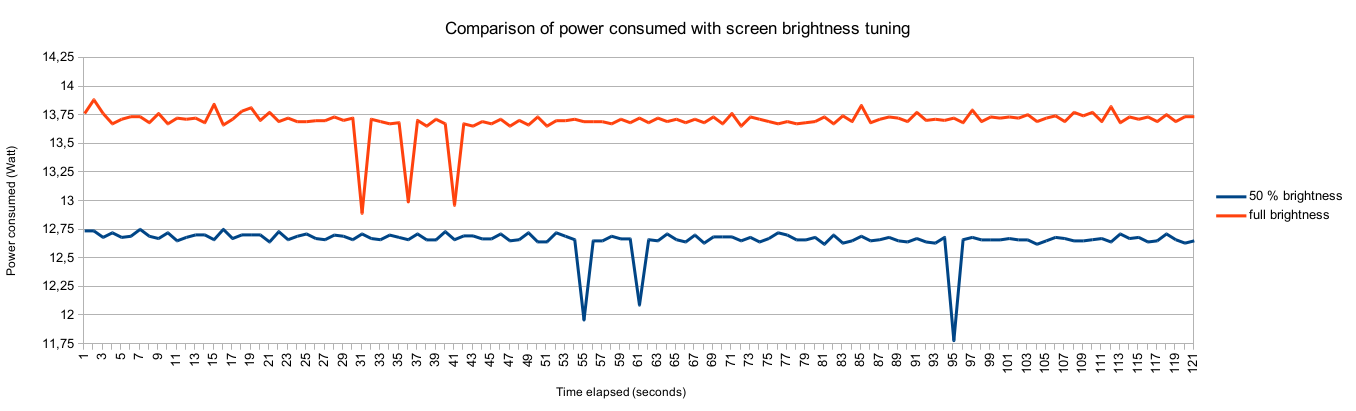 Comparison of power consumed with screen brightness tuning
Power consumed (Watt)
14,25
14
13,75
13,5
13,25
13
12,75
12,5
12,25
12
11,75
1 3 5 7 9 11 13 15 17 19 21 23 25 27 29 31 33 35 37 39 41 43 45 47 49 51 53 55 57 59 61 63 65 67 69 71 73 75 77 79 81 83 85 87 89 91 93 95 97 99 101 103 105 107 109 111 113 115 117 119 121
Time elapsed (seconds)
50 % brightness
full brightness